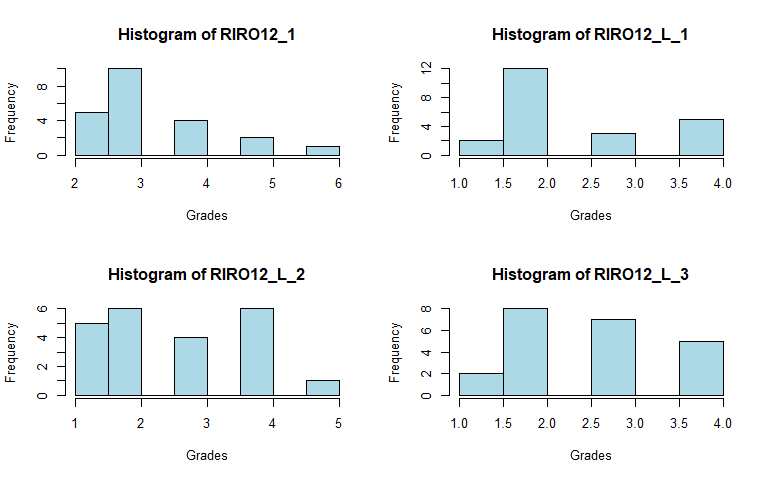 Histogram of RIRO12_1
Frequency
0 4 8
2 3 4 5 6
Grades
Histogram of RIRO12_L_1
Frequency
0 4 8 12
1.0 1.5 2.0 2.5 3.0 3.5 4.0
Grades
Histogram of RIRO12_L_2
Frequency
0 2 4 6
1 2 3 4 5
Grades
Histogram of RIRO12_L_3
Frequency
0 2 4 6 8
1.0 1.5 2.0 2.5 3.0 3.5 4.0
Grades